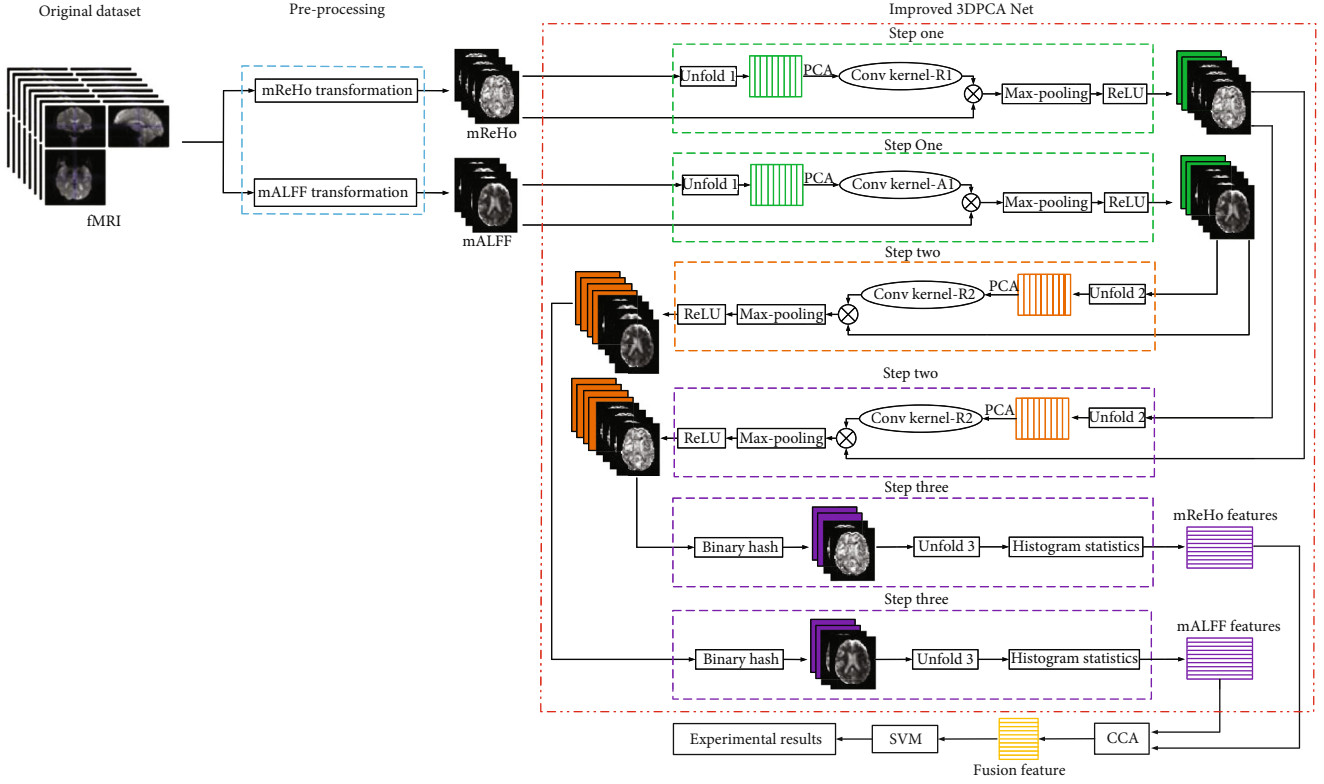 Original dataset
Pre-processing
Improved 3DPCA Net
Step one
mReHo transformation
mReHo
Unfold 1
PCA
Conv kernel-R1
Max-pooling
ReLU
Step One
mALFF transformation
fMRI
mALFF
Unfold 1
PCA
Conv kernel-A1
Max-pooling
ReLU
Step two
ReLU
Max-pooling
Conv kernel-R2
PCA
Unfold 2
Step two
ReLU
Max-pooling
Conv kernel-R2
PCA
Unfold 2
Step three
Binary hash
Unfold 3
Histogram statistics
mReHo features
Step three
Binary hash
Unfold 3
Histogram statistics
mALFF features
Experimental results
SVM
Fusion feature
CCA